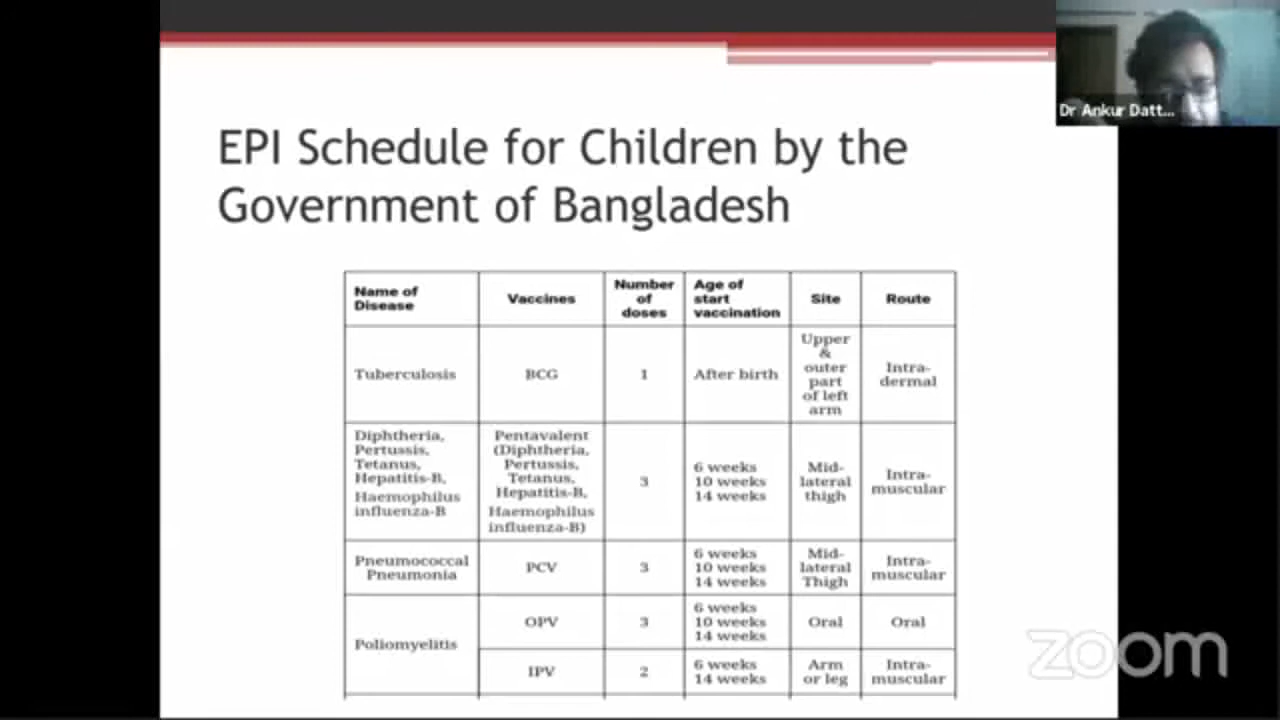 Dr Ankur Datt...
EPI Schedule for Children by the
Government of Bangladesh
Name of
Disease
Vaccines
Number
of
doses
Age of
start
vaccination
Site
Route
Tuberculosis
BCG
1
After birth
Upper
&
outer
part
of left
arm
Intra-
dermal
Diphtheria,
Pertussis,
Tetanus,
Hepatitis-B,
Haemophilus
influenza-B
Pentavalent
(Diphtheria,
Pertussis,
Tetanus,
Hepatitis-B,
Haemophilus
influenza-B)
3
6 weeks
10 weeks
14 weeks
Mid-
lateral
thigh
Intra-
muscular
Pneumococcal
Pneumonia
PCV
3
6 weeks
10 weeks
14 weeks
Mid-
lateral
Thigh
Intra-
muscular
Poliomyelitis
OPV
3
6 weeks
10 weeks
14 weeks
Oral
Oral
IPV
2
6 weeks
14 weeks
Arm
or leg
Intra-
muscular
zoom